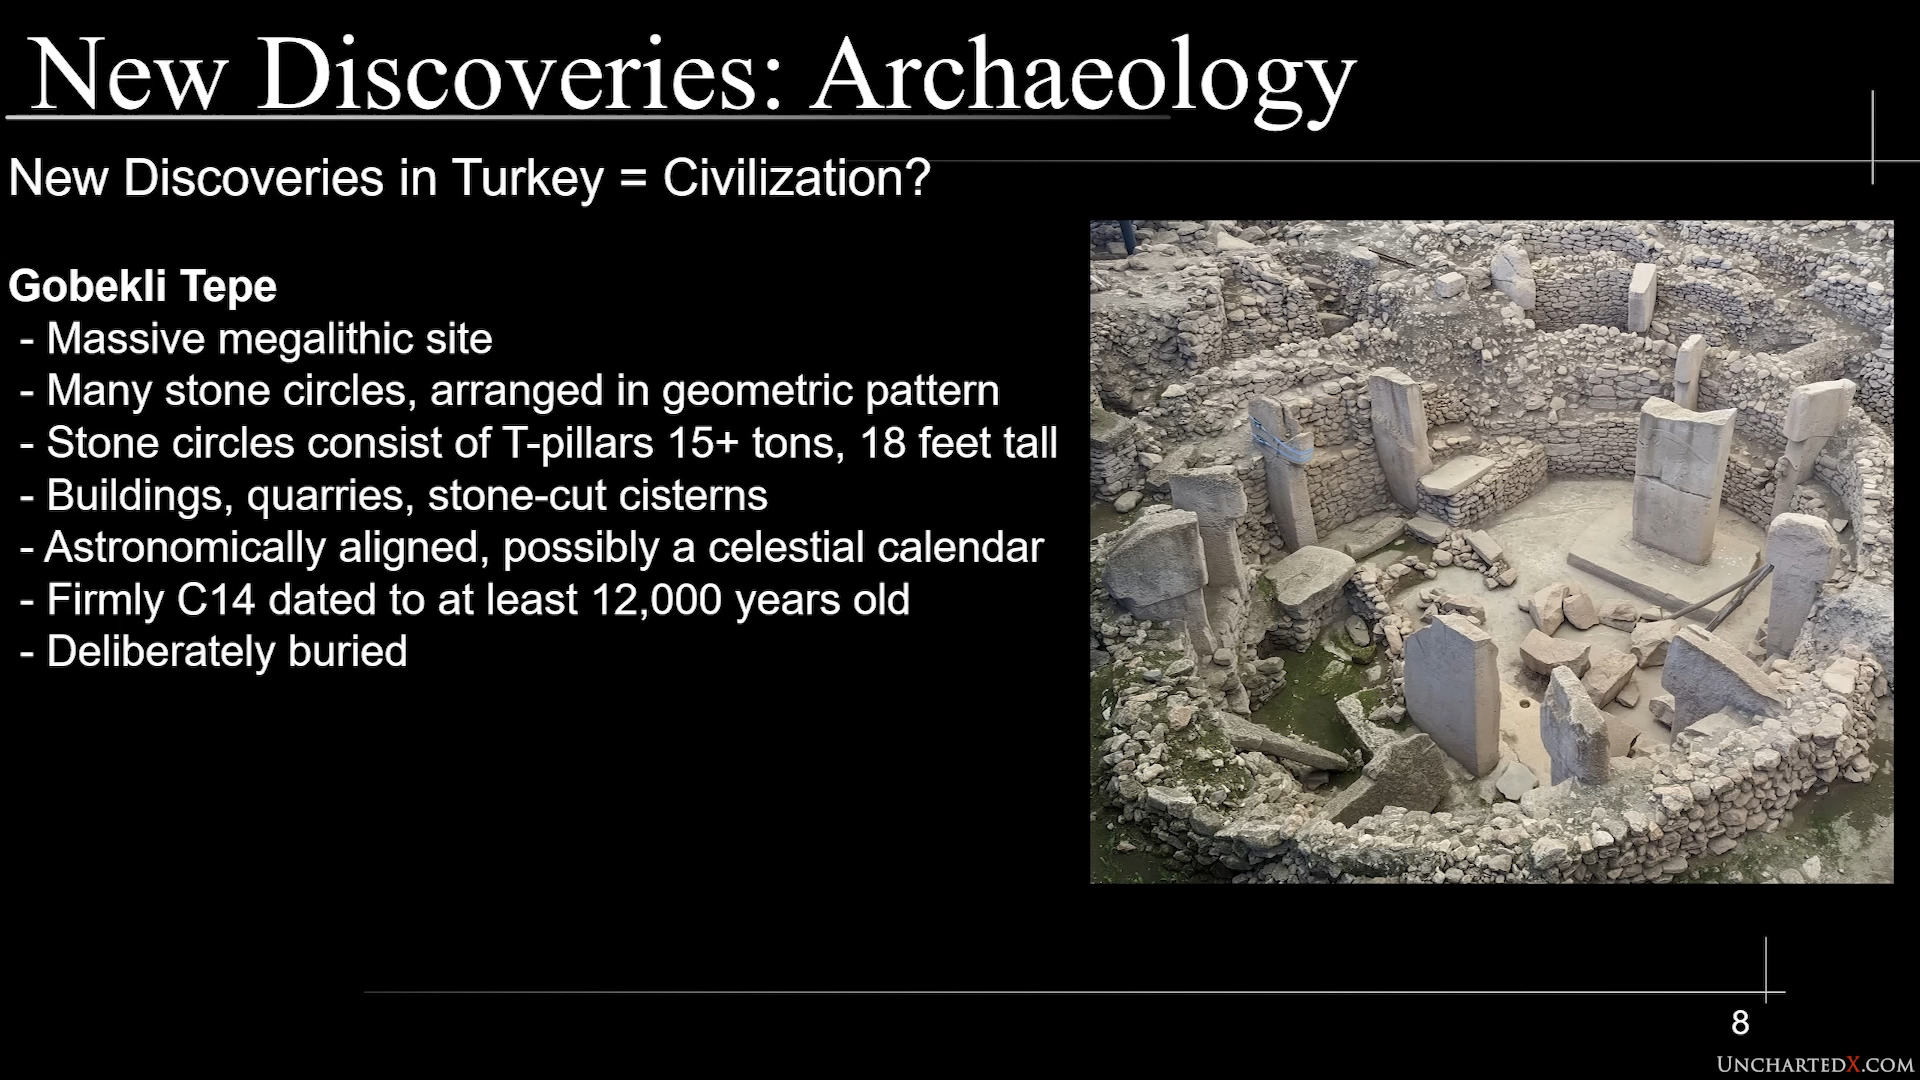 New Discoveries: Archaeology
New Discoveries in Turkey = Civilization?
Gobekli Tepe
- Massive megalithic site
- Many stone circles, arranged in geometric pattern
- Stone circles consist of T-pillars 15+ tons, 18 feet tall
- Buildings, quarries, stone-cut cisterns
- Astronomically aligned, possibly a celestial calendar
- Firmly C14 dated to at least 12,000 years old
- Deliberately buried
8
UNCHARTEDX.COM